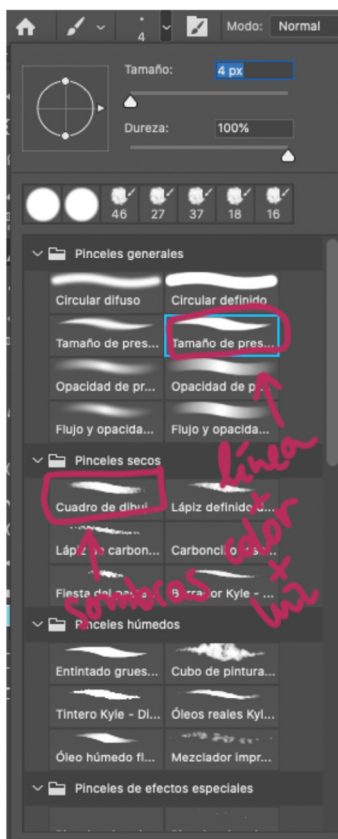 4 Modo: Normal
Tamaño: 4 px
Dureza: 100%
46 27 37 18 16
Pinceles generales
Circular difuso Circular definido
Tamaño de pres... Tamaño de pres...
Opacidad de pr... Opacidad de p...
Flujo y opacida... Flujo y opacida...
línea
Pinceles secos
+
Cuadro de dibuj... Lápiz definido
color
Lápiz de carbon... Carboncillo
+
luz
sombras
Fiesta del Borrador Kyle - ...
Pinceles húmedos
Entintado grues... Cubo de pintura...
Tintero Kyle - Di... Óleos reales Kyl...
Óleo húmedo fl... Mezclador impr...
Pinceles de efectos especiales